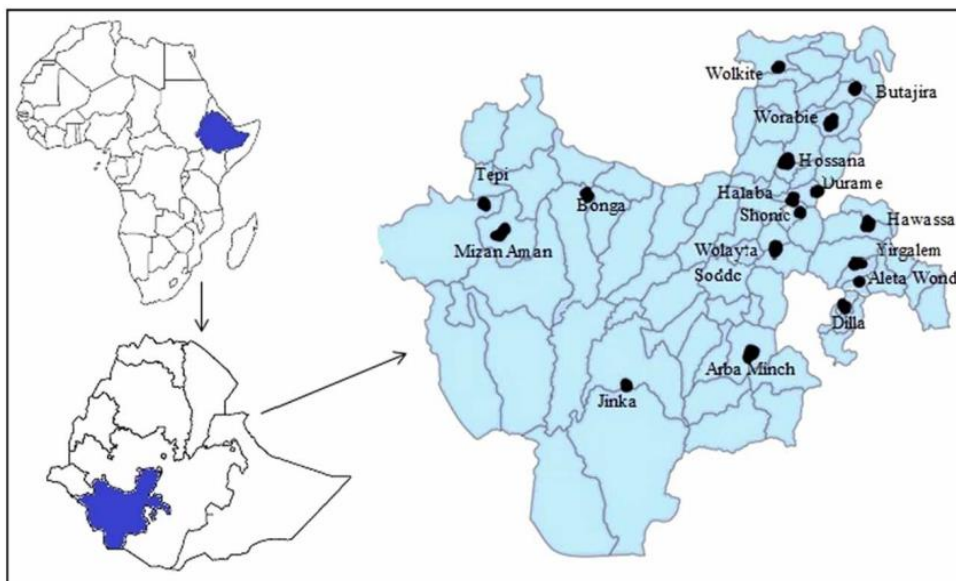 Wolkite
Butajira
Worabie
Hossana
Tepi
Durame
Bonga
Halaba
Shonic
Hawassa
Mizan Aman
Wolayta
Soddc
Yirgalem
Aleta Wond
Dilla
Arba Minch
Jinka